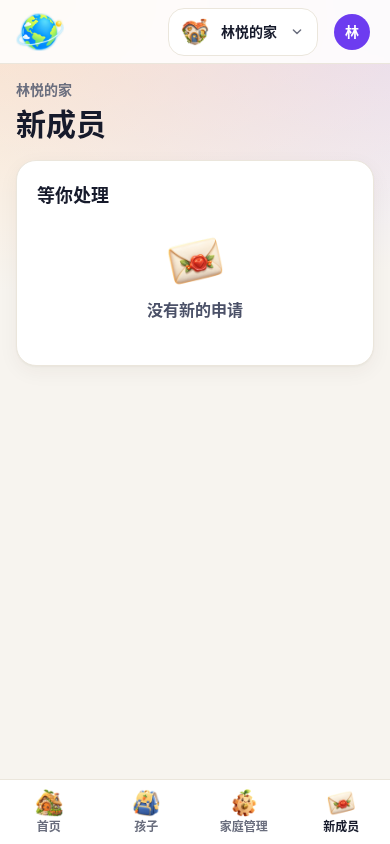 林悦的家
林
林悦的家
新成员
等你处理
没有新的申请
首页
孩子
家庭管理
新成员